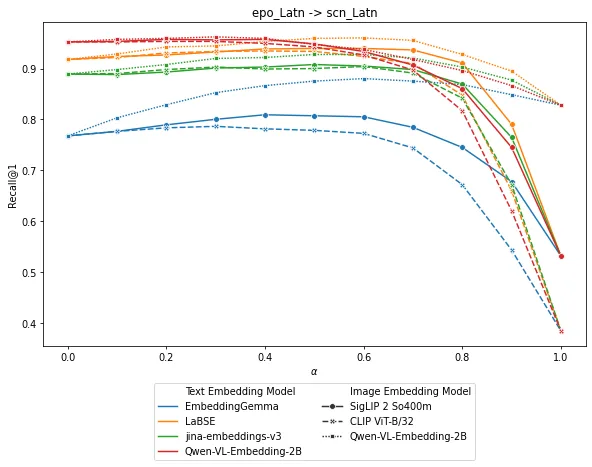 epo_Latn -> scn_Latn
Recall@1
0.9
0.8
0.7
0.6
0.5
0.4
0.0 0.2 0.4 0.6 0.8 1.0
α
Text Embedding Model Image Embedding Model
EmbeddingGemma SigLIP 2 So400m
LaBSE CLIP ViT-B/32
jina-embeddings-v3 Qwen-VL-Embedding-2B
Qwen-VL-Embedding-2B